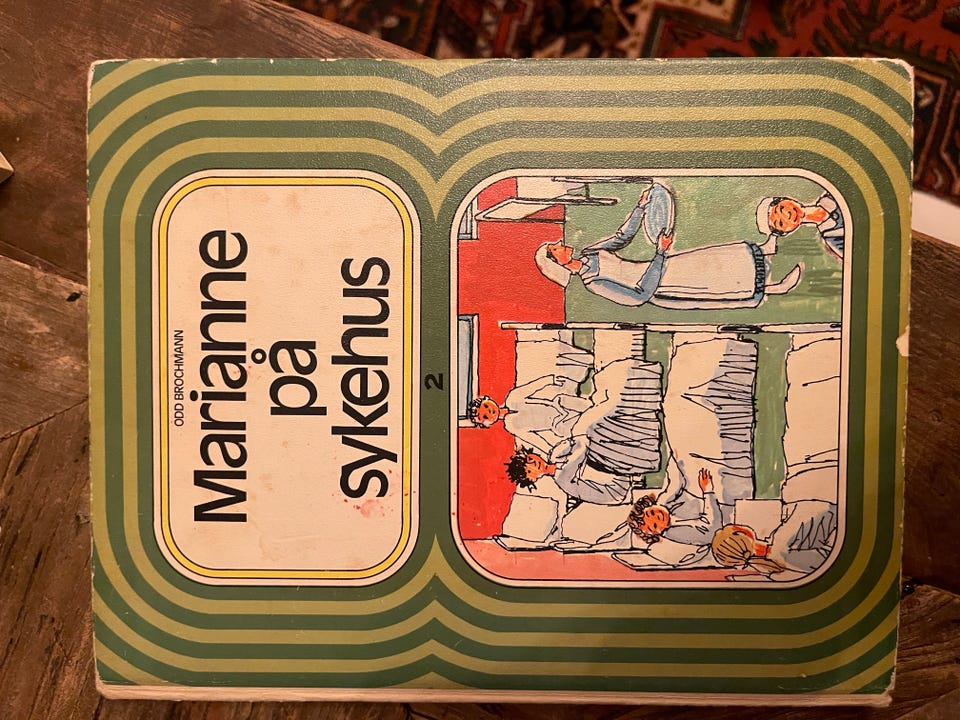 ODD BROCHMANN
Marianne
på
sykehus
2